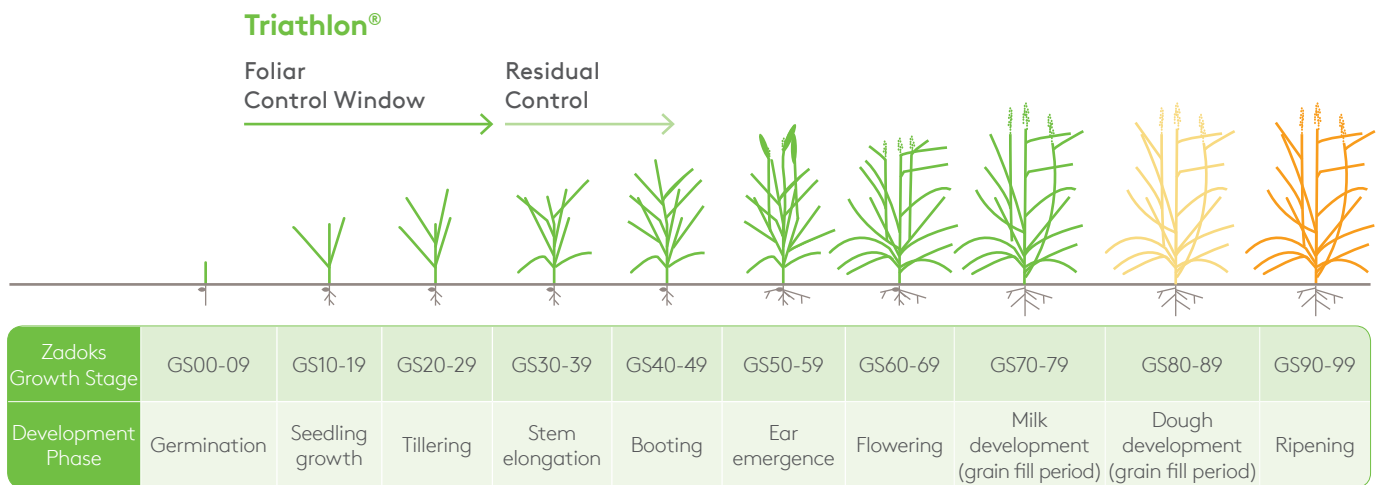 Triathlon®
Foliar
Control Window
Residual
Control
Zadoks
Growth Stage
GS00-09
GS10-19
GS20-29
GS30-39
GS40-49
GS50-59
GS60-69
GS70-79
GS80-89
GS90-99
Development
Phase
Germination
Seedling
growth
Tillering
Stem
elongation
Booting
Ear
emergence
Flowering
Milk
development
(grain fill period)
Dough
development
(grain fill period)
Ripening